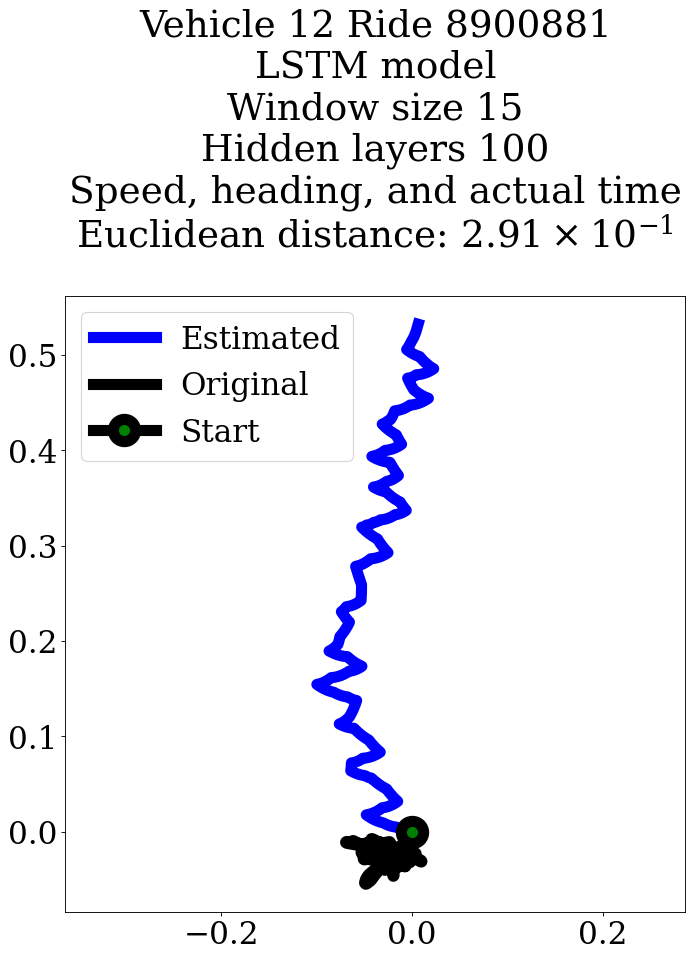 Vehicle 12 Ride 8900881
LSTM model
Window size 15
Hidden layers 100
Speed, heading, and actual time
Euclidean distance: 2.91 × 10⁻¹
Estimated
Original
Start
0.5
0.4
0.3
0.2
0.1
0.0
−0.2 0.0 0.2